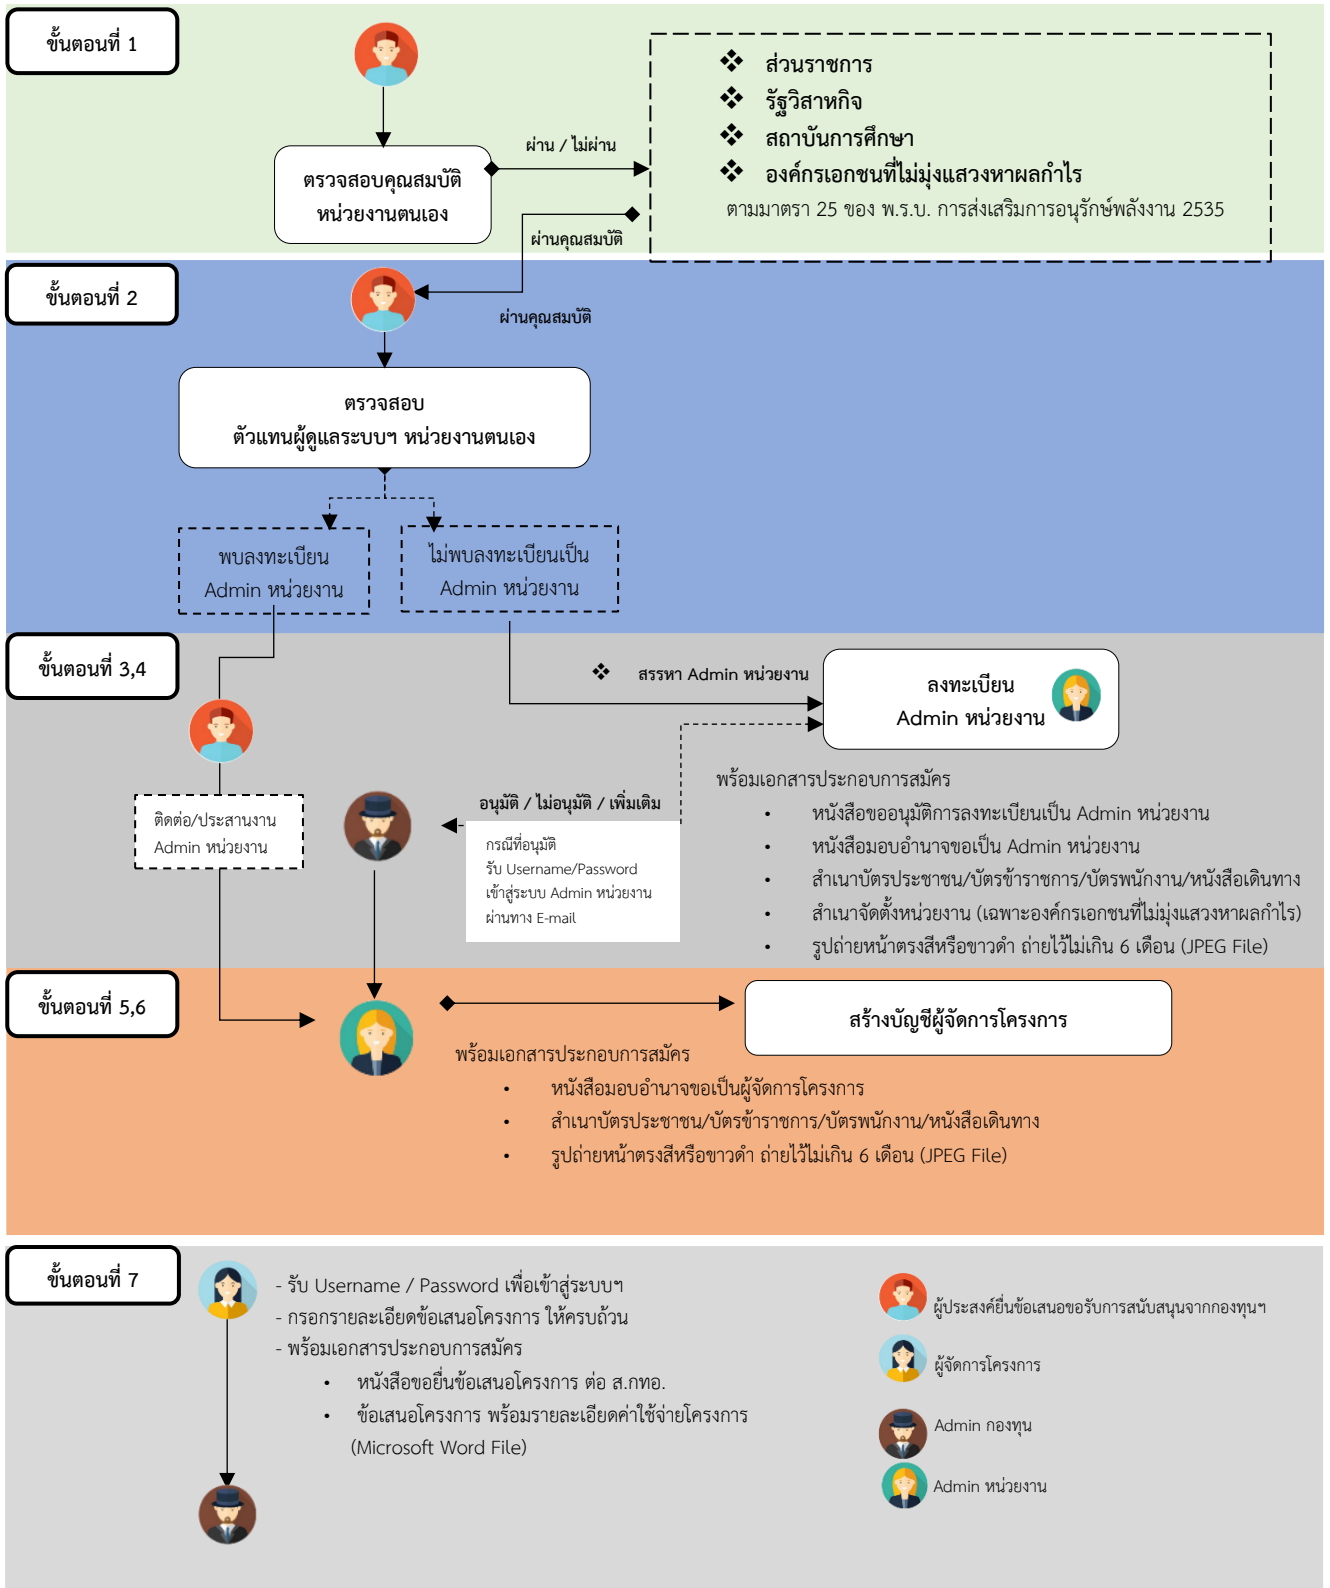 ขั้นตอนที่ 1
❖ ส่วนราชการ
❖ รัฐวิสาหกิจ
❖ สถาบันการศึกษา
❖ องค์กรเอกชนที่ไม่มุ่งแสวงหาผลกำไร
ตามมาตรา 25 ของ พ.ร.บ. การส่งเสริมการอนุรักษ์พลังงาน 2535
ผ่าน / ไม่ผ่าน
ตรวจสอบคุณสมบัติ
หน่วยงานตนเอง
ผ่านคุณสมบัติ
ขั้นตอนที่ 2
ผ่านคุณสมบัติ
ตรวจสอบ
ตัวแทนผู้ดูแลระบบฯ หน่วยงานตนเอง
พบลงทะเบียน
Admin หน่วยงาน
ไม่พบลงทะเบียนเป็น
Admin หน่วยงาน
ขั้นตอนที่ 3,4
❖ สรรหา Admin หน่วยงาน
ลงทะเบียน
Admin หน่วยงาน
ติดต่อ/ประสานงาน
Admin หน่วยงาน
อนุมัติ / ไม่อนุมัติ / เพิ่มเติม
กรณีที่อนุมัติ
รับ Username/Password
เข้าสู่ระบบ Admin หน่วยงาน
ผ่านทาง E-mail
พร้อมเอกสารประกอบการสมัคร
• หนังสือขออนุมัติการลงทะเบียนเป็น Admin หน่วยงาน
• หนังสือมอบอำนาจขอเป็น Admin หน่วยงาน
• สำเนาบัตรประชาชน/บัตรข้าราชการ/บัตรพนักงาน/หนังสือเดินทาง
• สำเนาจัดตั้งหน่วยงาน (เฉพาะองค์กรเอกชนที่ไม่มุ่งแสวงหาผลกำไร)
• รูปถ่ายหน้าตรงสีหรือขาวดำ ถ่ายไว้ไม่เกิน 6 เดือน (JPEG File)
ขั้นตอนที่ 5,6
สร้างบัญชีผู้จัดการโครงการ
พร้อมเอกสารประกอบการสมัคร
• หนังสือมอบอำนาจขอเป็นผู้จัดการโครงการ
• สำเนาบัตรประชาชน/บัตรข้าราชการ/บัตรพนักงาน/หนังสือเดินทาง
• รูปถ่ายหน้าตรงสีหรือขาวดำ ถ่ายไว้ไม่เกิน 6 เดือน (JPEG File)
ขั้นตอนที่ 7
- รับ Username / Password เพื่อเข้าสู่ระบบฯ
- กรอกรายละเอียดข้อเสนอโครงการ ให้ครบถ้วน
- พร้อมเอกสารประกอบการสมัคร
• หนังสือขอยื่นข้อเสนอโครงการ ต่อ ส.กทอ.
• ข้อเสนอโครงการ พร้อมรายละเอียดค่าใช้จ่ายโครงการ
(Microsoft Word File)
ผู้ประสงค์ยื่นข้อเสนอขอรับการสนับสนุนจากกองทุนฯ
ผู้จัดการโครงการ
Admin กองทุน
Admin หน่วยงาน